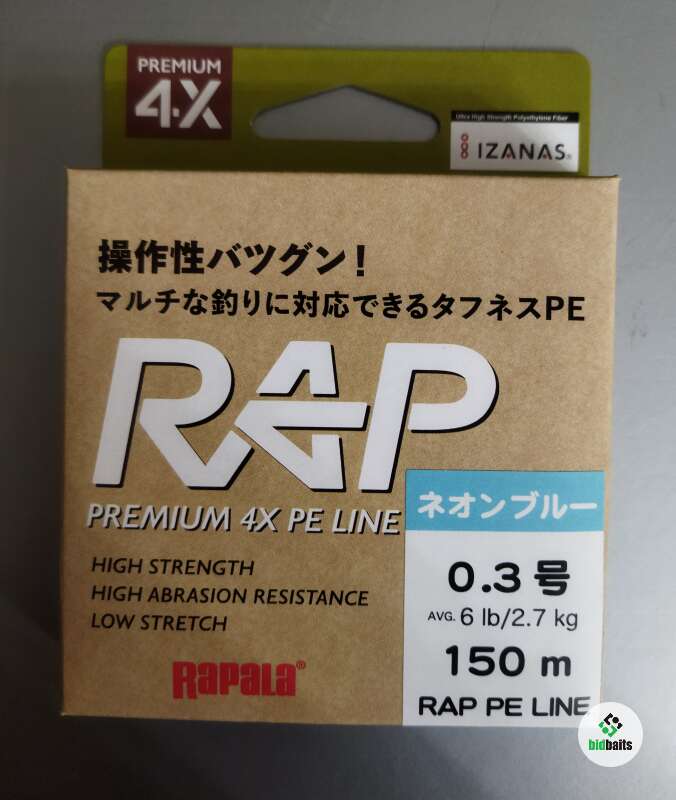 PREMIUM
4X
Ultra High Strength Polyethylene Fiber
IZANAS®
操作性バツグン!
マルチな釣りに対応できるタフネスPE
RAP
PREMIUM 4X PE LINE
ネオンブルー
HIGH STRENGTH
HIGH ABRASION RESISTANCE
LOW STRETCH
0.3号
AVG. 6 lb/2.7 kg
150 m
Rapala®
RAP PE LINE
bidbaits